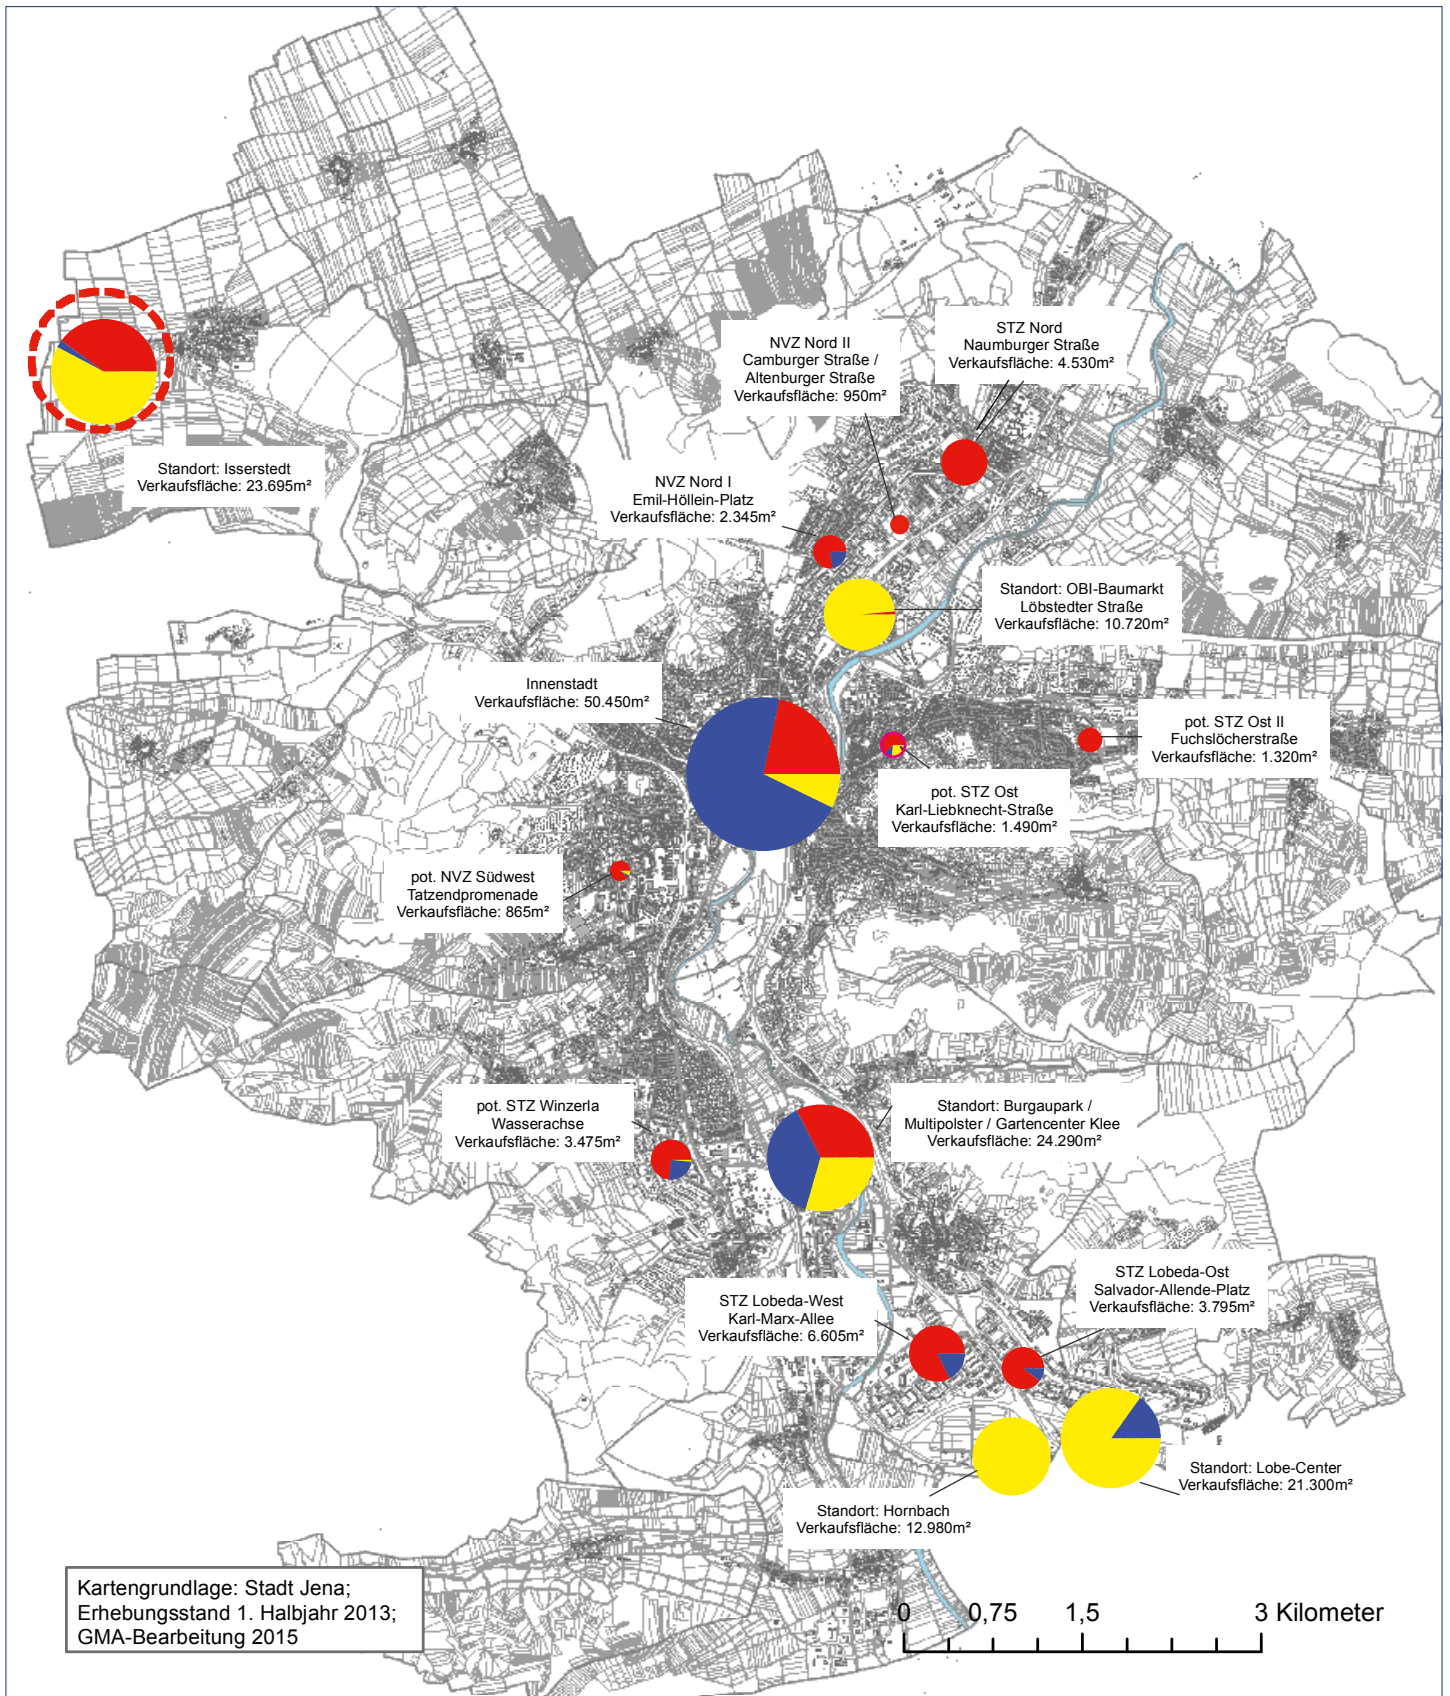 STZ Nord
Naumburger Straße
Verkaufsfläche: 4.530m²
NVZ Nord II
Camburger Straße /
Altenburger Straße
Verkaufsfläche: 950m²
Standort: Isserstedt
Verkaufsfläche: 23.695m²
NVZ Nord I
Emil-Höllein-Platz
Verkaufsfläche: 2.345m²
Standort: OBI-Baumarkt
Löbstedter Straße
Verkaufsfläche: 10.720m²
Innenstadt
Verkaufsfläche: 50.450m²
pot. STZ Ost II
Fuchslöcherstraße
Verkaufsfläche: 1.320m²
pot. STZ Ost
Karl-Liebknecht-Straße
Verkaufsfläche: 1.490m²
pot. NVZ Südwest
Tatzendpromenade
Verkaufsfläche: 865m²
pot. STZ Winzerla
Wasserachse
Verkaufsfläche: 3.475m²
Standort: Burgaupark /
Multipolster / Gartencenter Klee
Verkaufsfläche: 24.290m²
STZ Lobeda-Ost
Salvador-Allende-Platz
Verkaufsfläche: 3.795m²
STZ Lobeda-West
Karl-Marx-Allee
Verkaufsfläche: 6.605m²
Standort: Lobe-Center
Verkaufsfläche: 21.300m²
Standort: Hornbach
Verkaufsfläche: 12.980m²
Kartengrundlage: Stadt Jena;
Erhebungsstand 1. Halbjahr 2013;
GMA-Bearbeitung 2015
0 0,75 1,5 3 Kilometer